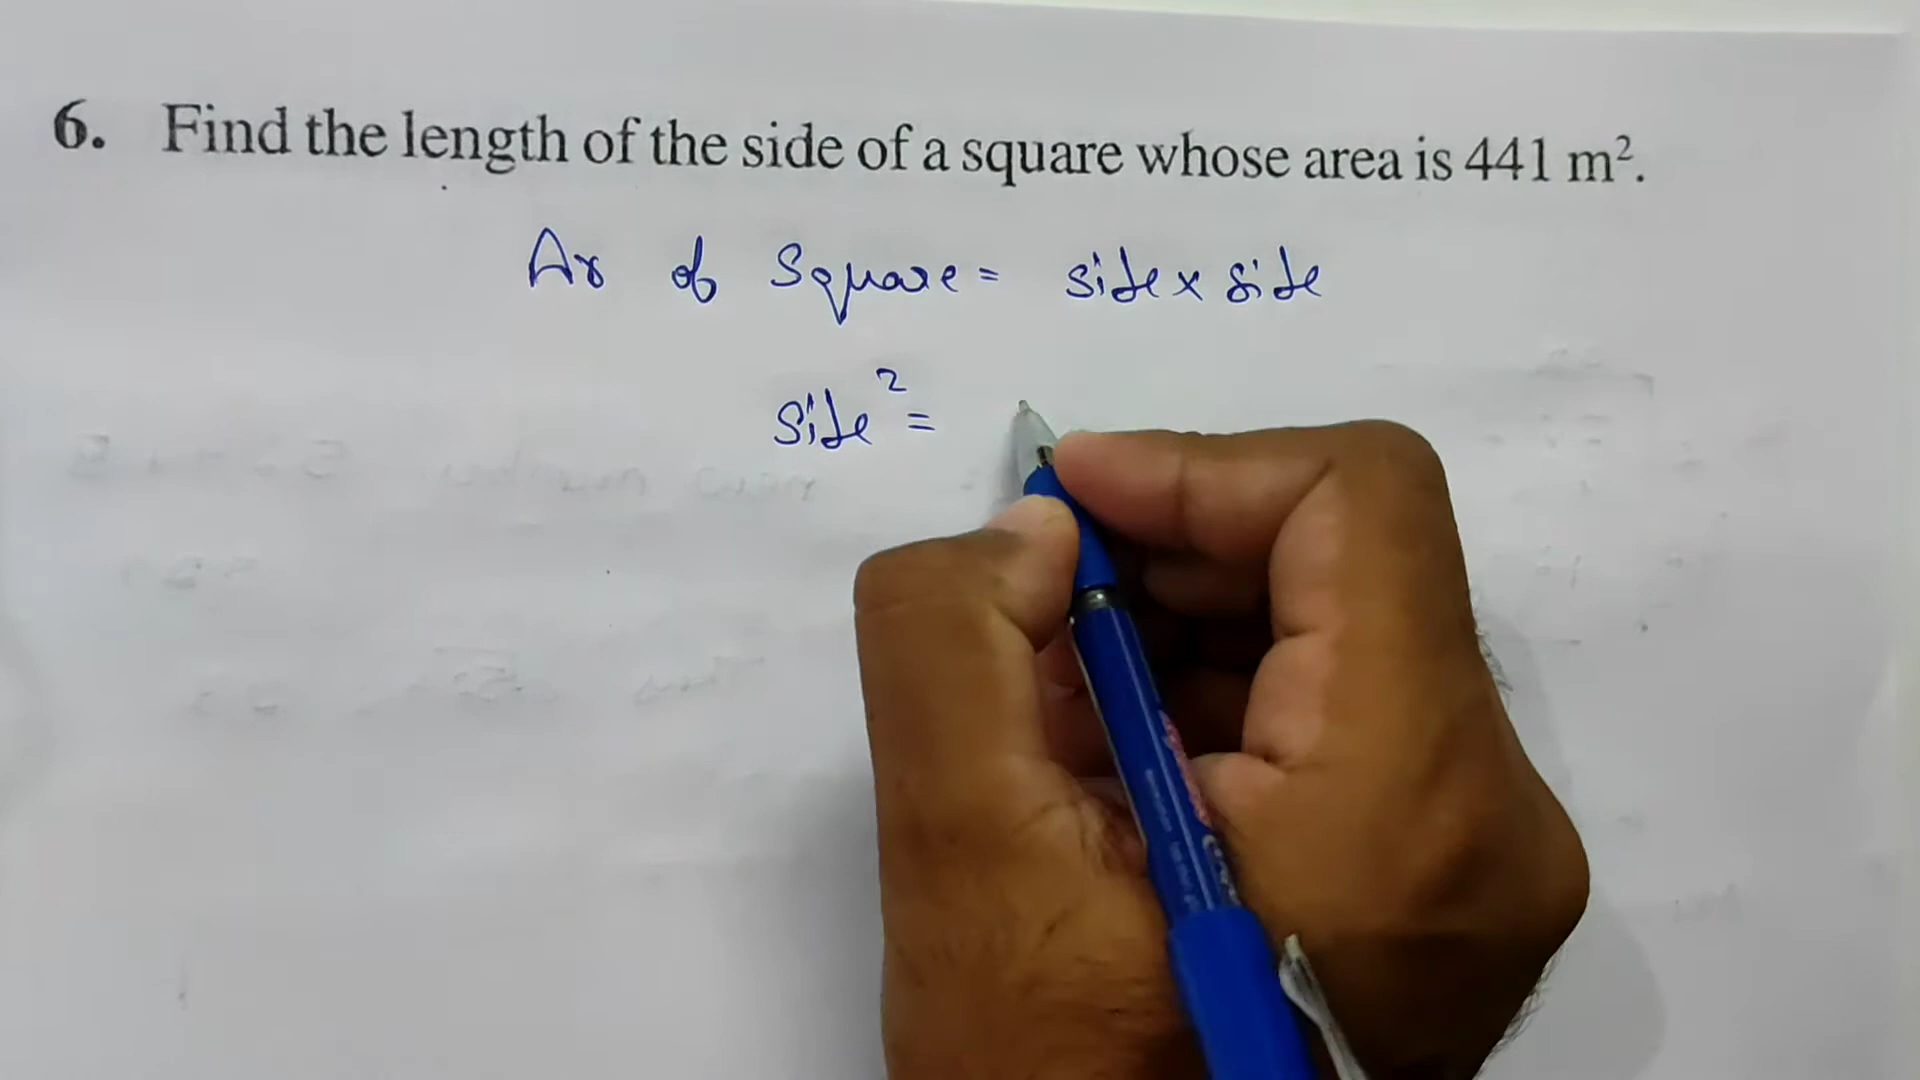 6. Find the length of the side of a square whose area is 441 m².
Ar of Square = side x side
Side² =